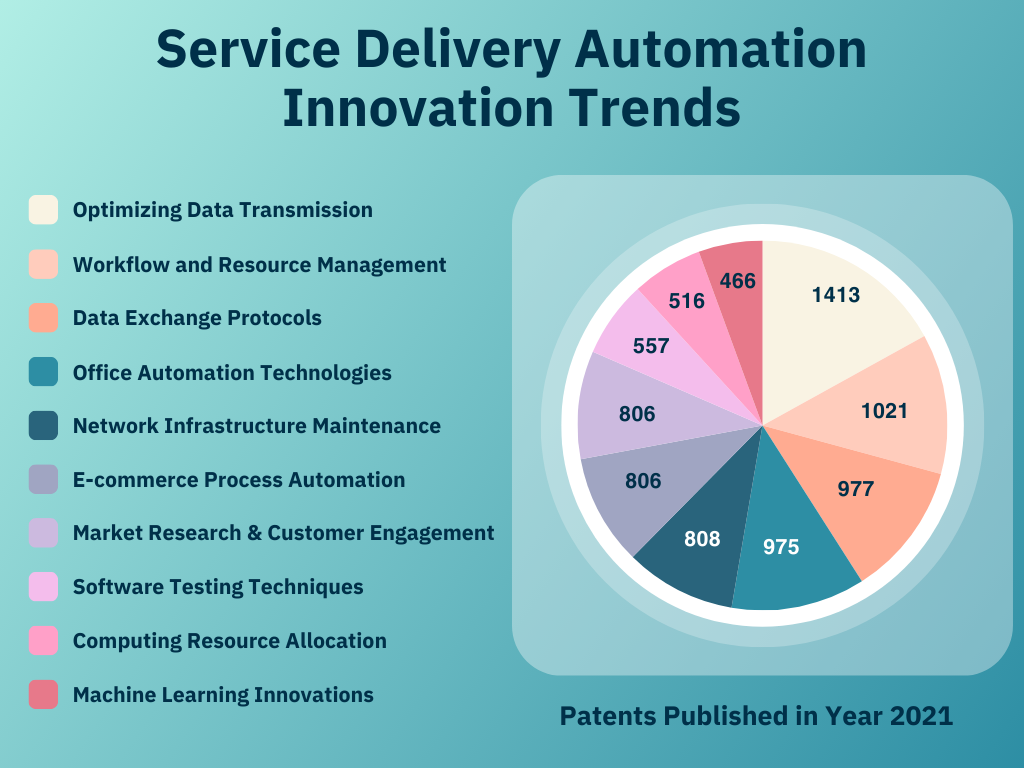 Service Delivery Automation
Innovation Trends
Optimizing Data Transmission
Workflow and Resource Management
Data Exchange Protocols
Office Automation Technologies
Network Infrastructure Maintenance
E-commerce Process Automation
Market Research & Customer Engagement
Software Testing Techniques
Computing Resource Allocation
Machine Learning Innovations
1413
1021
977
975
808
806
806
557
516
466
Patents Published in Year 2021